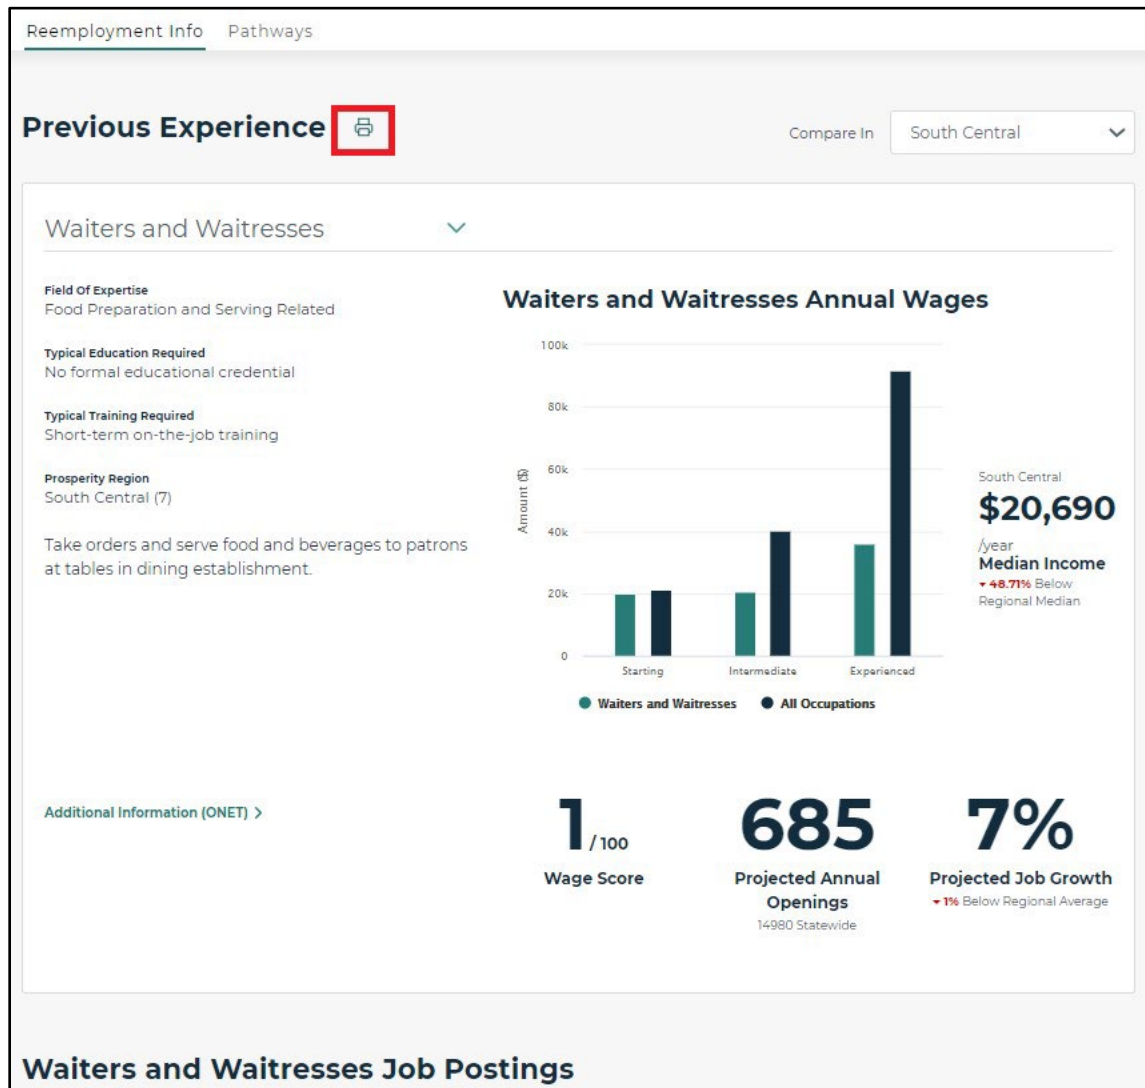 Reemployment Info Pathways
Previous Experience
Compare In South Central
Waiters and Waitresses
Field Of Expertise
Food Preparation and Serving Related
Typical Education Required
No formal educational credential
Typical Training Required
Short-term on-the-job training
Prosperity Region
South Central (7)
Take orders and serve food and beverages to patrons
at tables in dining establishment.
Waiters and Waitresses Annual Wages
100k
80k
60k
40k
20k
0
Amount ($)
Starting Intermediate Experienced
Waiters and Waitresses All Occupations
South Central
$20,690
/year
Median Income
48.71% Below
Regional Median
Additional Information (ONET) >
1 / 100
Wage Score
685
Projected Annual
Openings
14980 Statewide
7%
Projected Job Growth
1% Below Regional Average
Waiters and Waitresses Job Postings